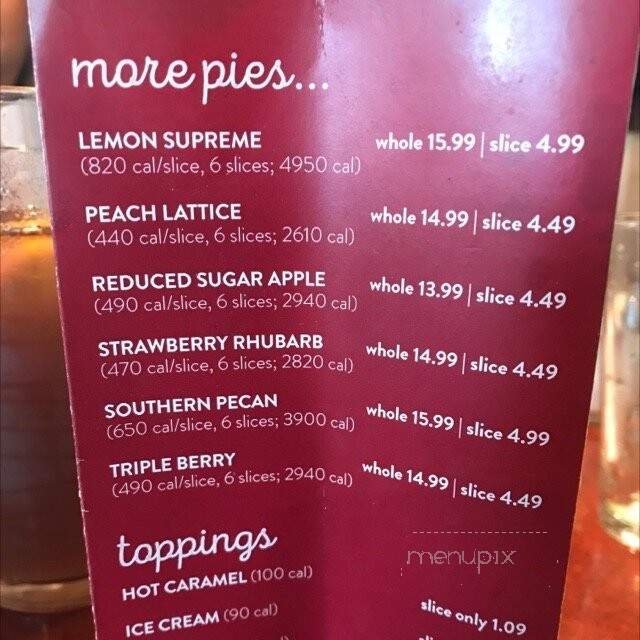 more pies...
LEMON SUPREME whole 15.99 | slice 4.99
(820 cal/slice, 6 slices; 4950 cal)
PEACH LATTICE whole 14.99 | slice 4.49
(440 cal/slice, 6 slices; 2610 cal)
REDUCED SUGAR APPLE whole 13.99 | slice 4.49
(490 cal/slice, 6 slices; 2940 cal)
STRAWBERRY RHUBARB whole 14.99 | slice 4.49
(470 cal/slice, 6 slices; 2820 cal)
SOUTHERN PECAN whole 15.99 | slice 4.99
(650 cal/slice, 6 slices; 3900 cal)
TRIPLE BERRY whole 14.99 | slice 4.49
(490 cal/slice, 6 slices; 2940 cal)
toppings
menupix
HOT CARAMEL (100 cal)
slice only 1.09
ICE CREAM (90 cal)